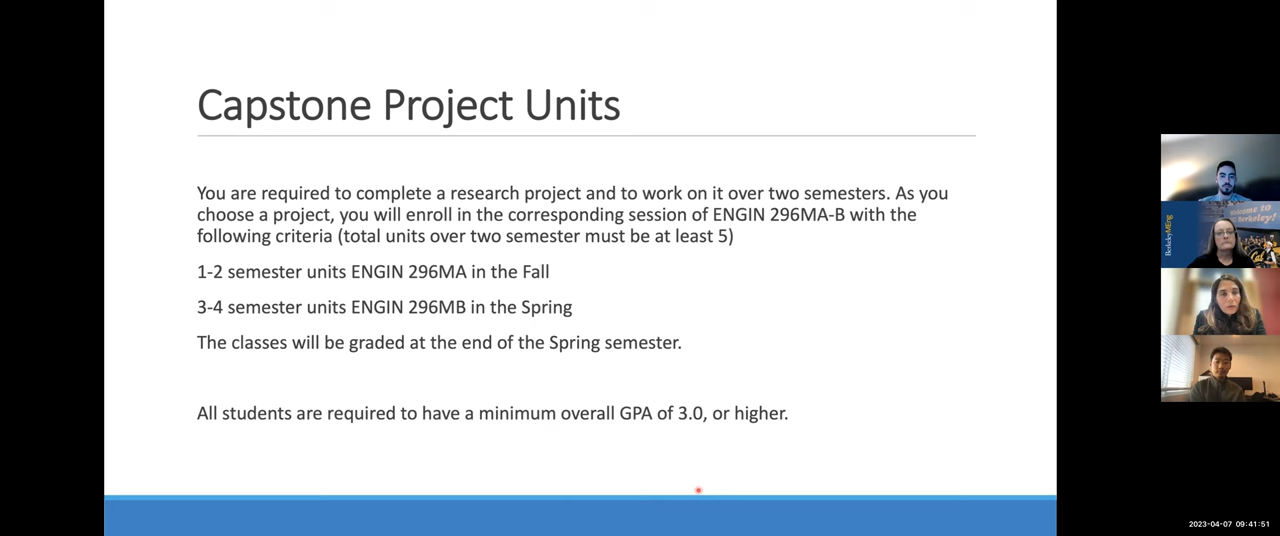 Capstone Project Units
You are required to complete a research project and to work on it over two semesters. As you
choose a project, you will enroll in the corresponding session of ENGIN 296MA-B with the
following criteria (total units over two semester must be at least 5)
1-2 semester units ENGIN 296MA in the Fall
3-4 semester units ENGIN 296MB in the Spring
The classes will be graded at the end of the Spring semester.
All students are required to have a minimum overall GPA of 3.0, or higher.
BerkeleyMEng
Welcome to
Berkeley!
Cal
2023-04-07 09:41:51